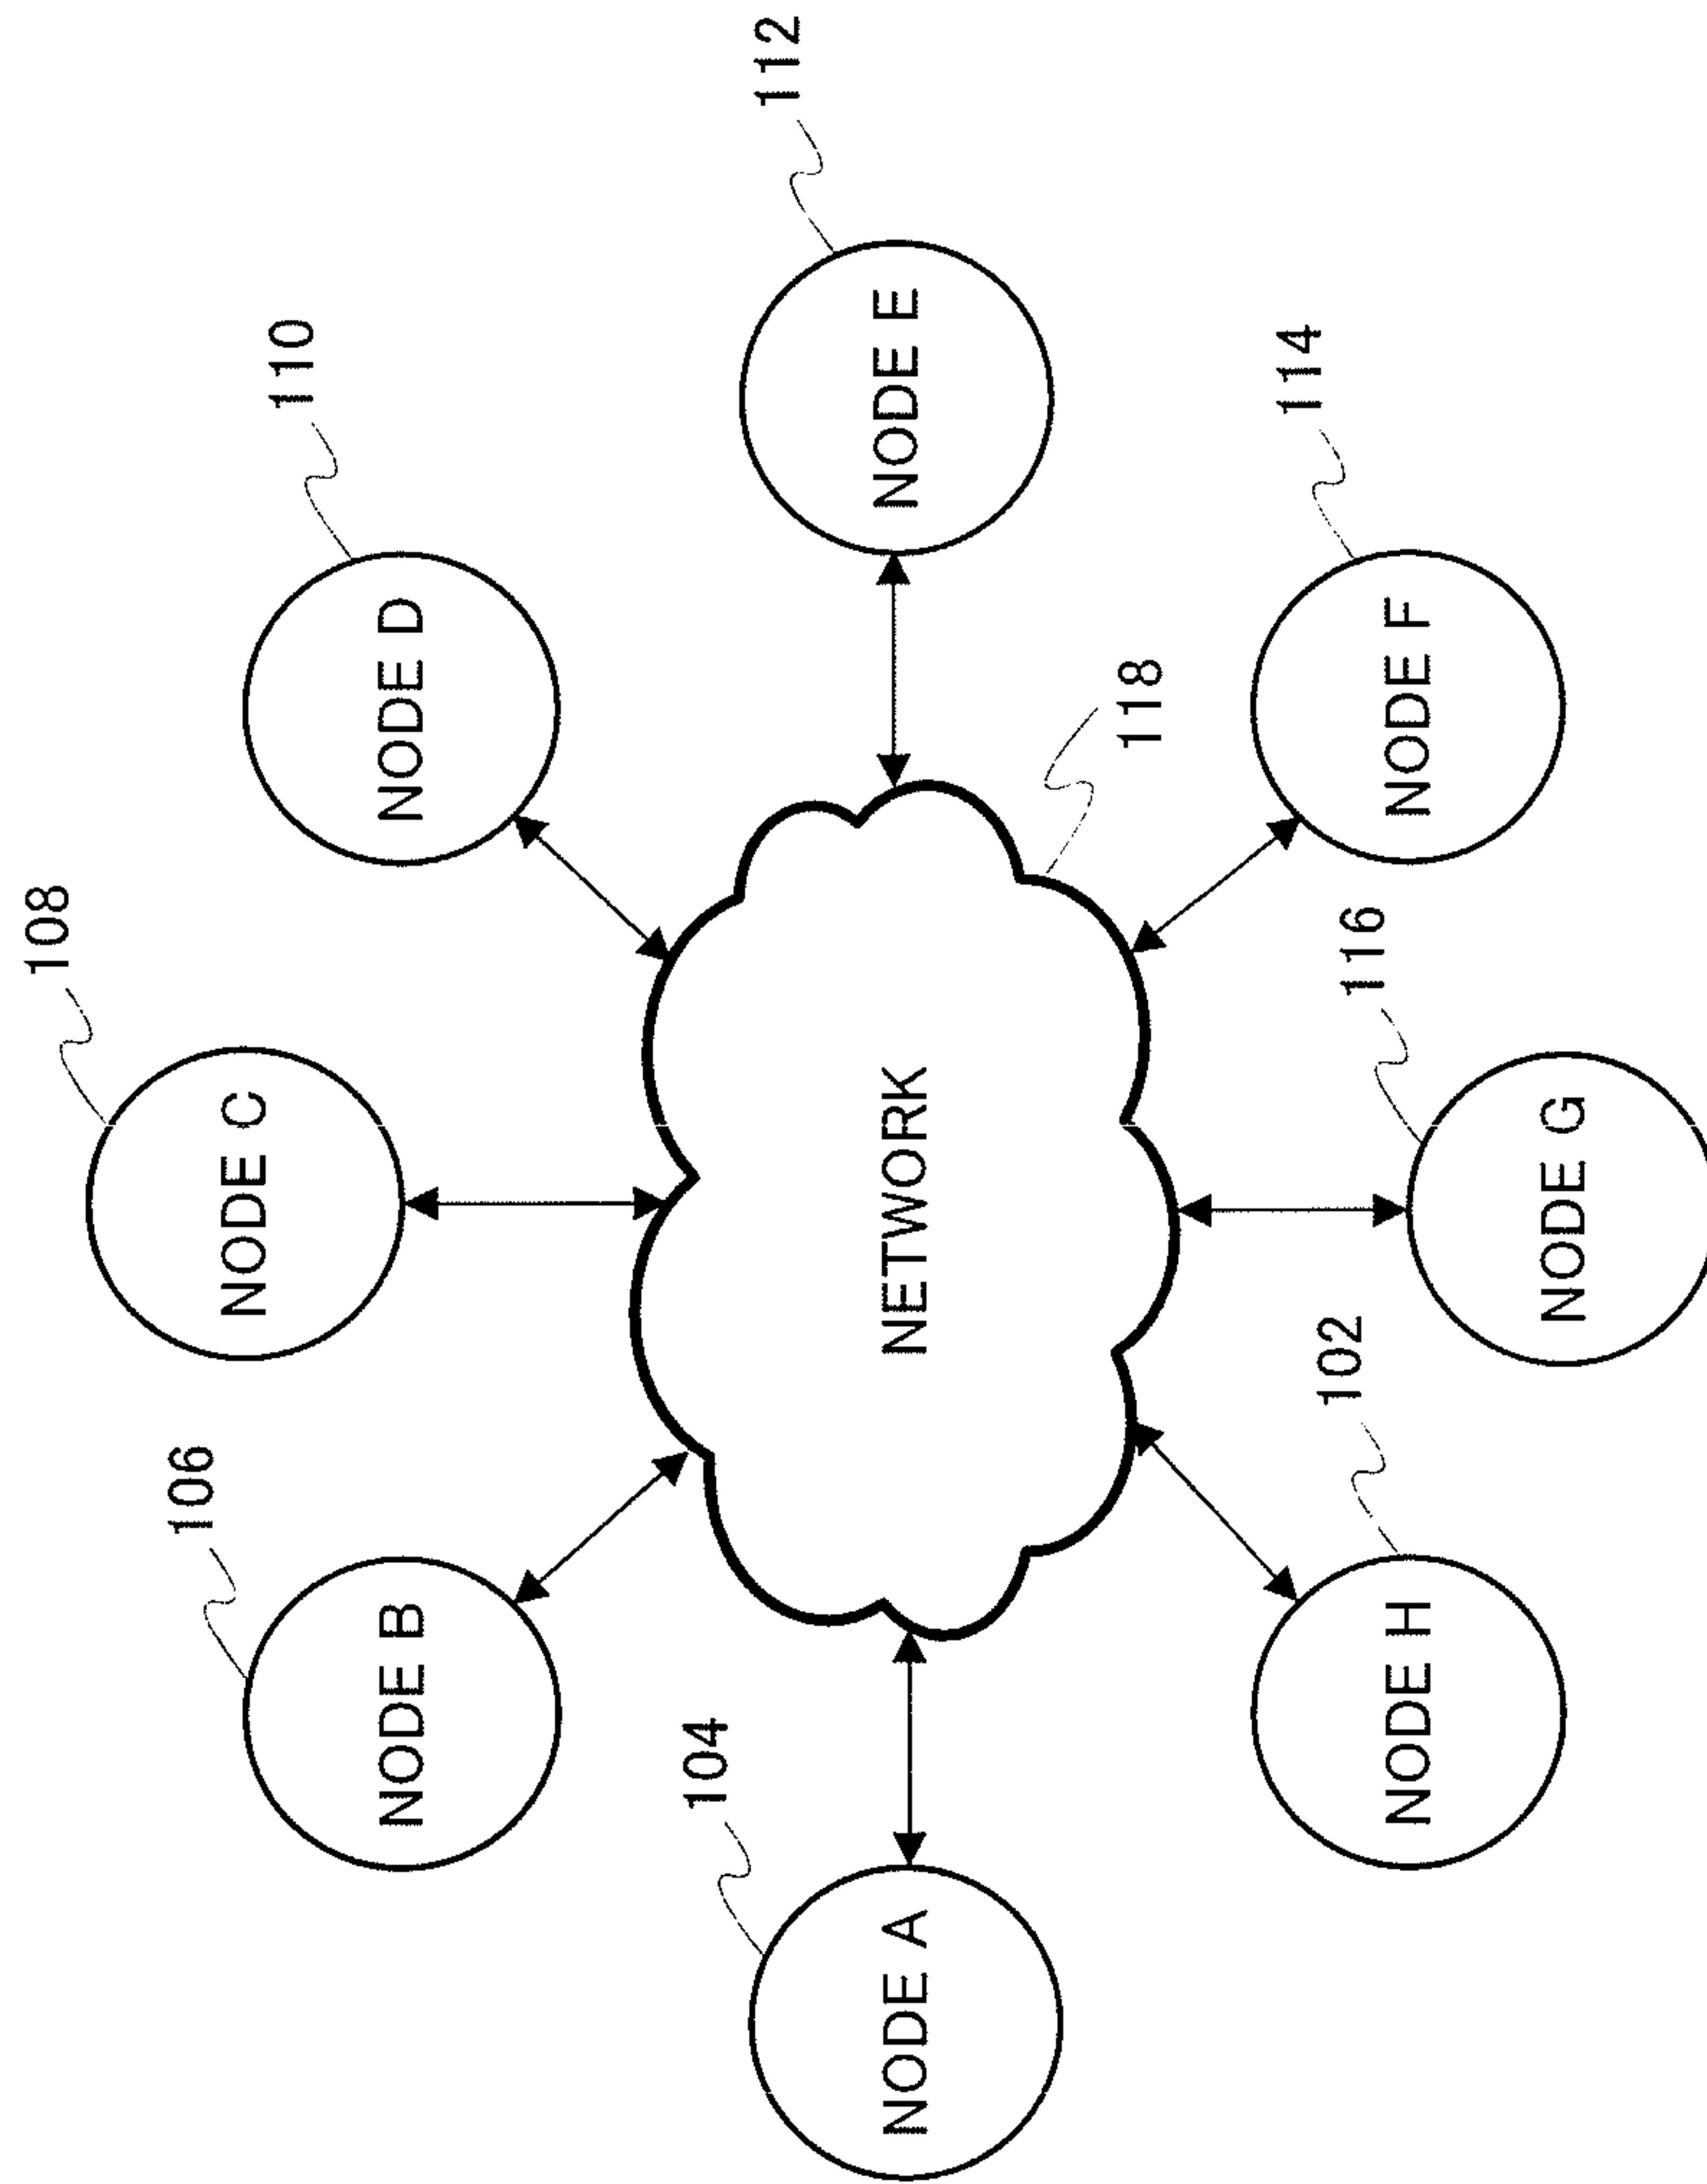 108
NODE C
106
NODE B
110
NODE D
104
NODE A
NETWORK
NODE E
112
118
102
NODE H
116
NODE G
114
NODE F